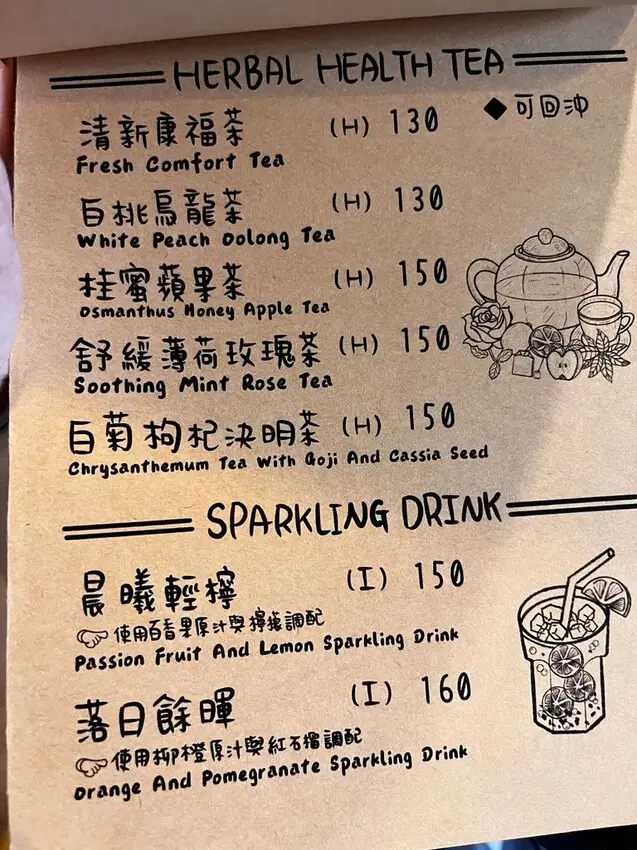 HERBAL HEALTH TEA
◆可回沖
清新康福茶 (H) 130
Fresh Comfort Tea
白桃烏龍茶 (H) 130
White Peach Oolong Tea
桂蜜蘋果茶 (H) 150
Osmanthus Honey Apple Tea
舒緩薄荷玫瑰茶 (H) 150
Soothing Mint Rose Tea
白菊枸杞決明茶 (H) 150
Chrysanthemum Tea With Goji And Cassia Seed
SPARKLING DRINK
晨曦輕檸 (I) 150
使用百香果原汁與檸檬調配
Passion Fruit And Lemon Sparkling Drink
落日餘暉 (I) 160
使用柳橙原汁與紅石榴調配
Orange And Pomegranate Sparkling Drink